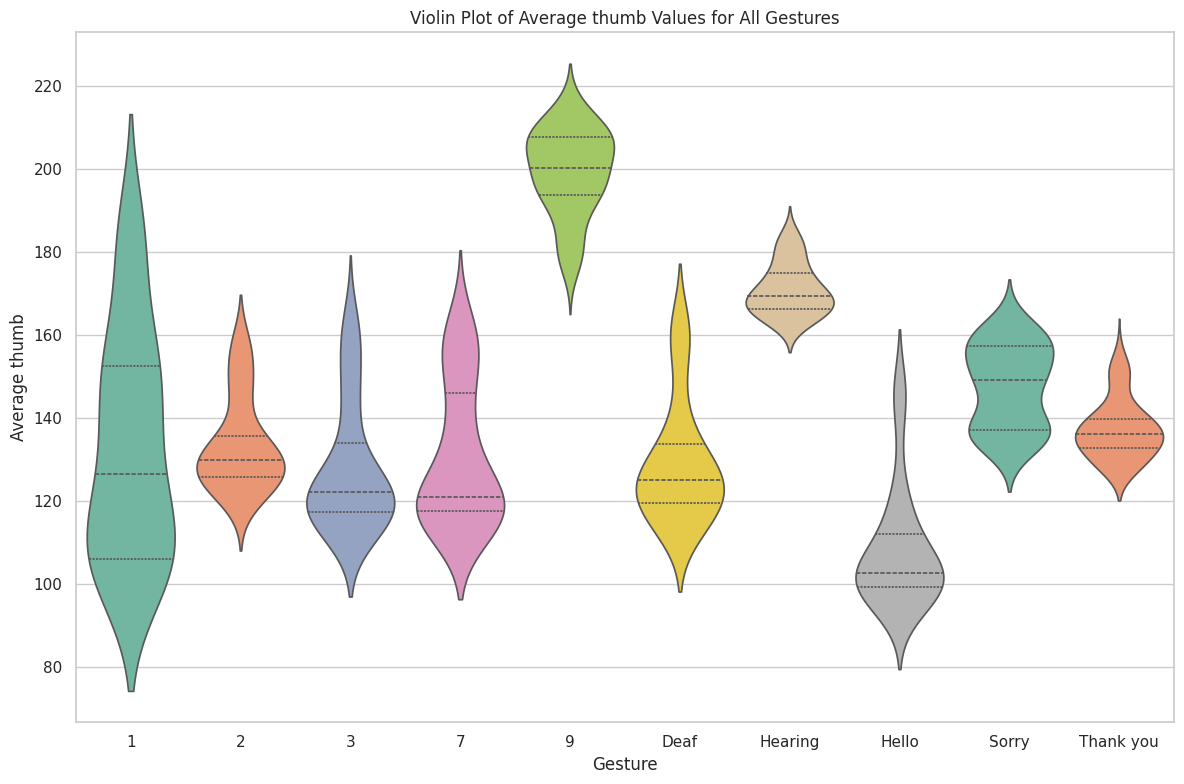 Violin Plot of Average thumb Values for All Gestures
220
200
180
160
140
120
100
80
Average thumb
1 2 3 7 9 Deaf Hearing Hello Sorry Thank you
Gesture